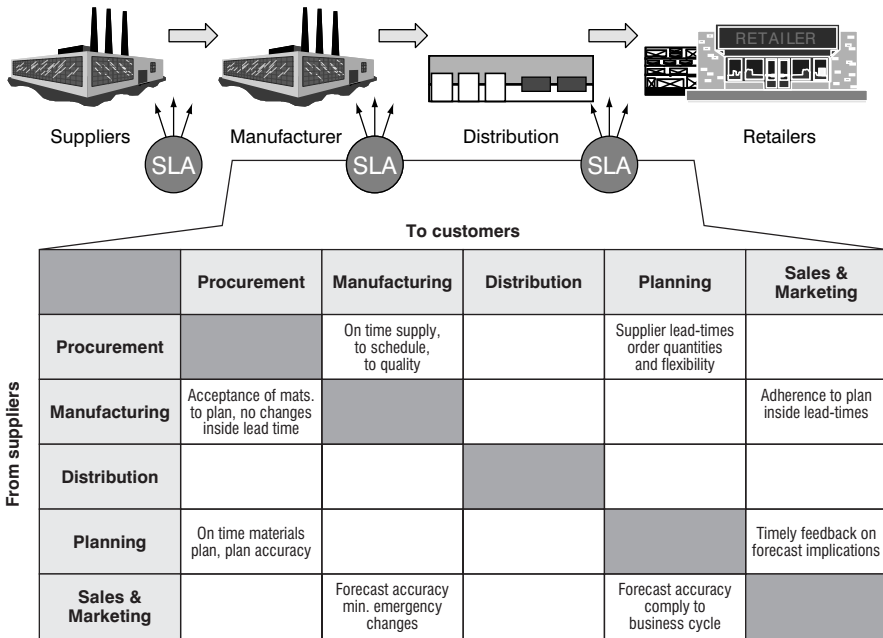 RETAILER
Suppliers
Manufacturer
Distribution
Retailers
SLA
SLA
SLA
To customers
Procurement
Manufacturing
Distribution
Planning
Sales &
Marketing
From suppliers
Procurement
On time supply,
to schedule,
to quality
Supplier lead-times
order quantities
and flexibility
Manufacturing
Acceptance of mats.
to plan, no changes
inside lead time
Adherence to plan
inside lead-times
Distribution
Planning
On time materials
plan, plan accuracy
Timely feedback on
forecast implications
Sales &
Marketing
Forecast accuracy
min. emergency
changes
Forecast accuracy
comply to
business cycle